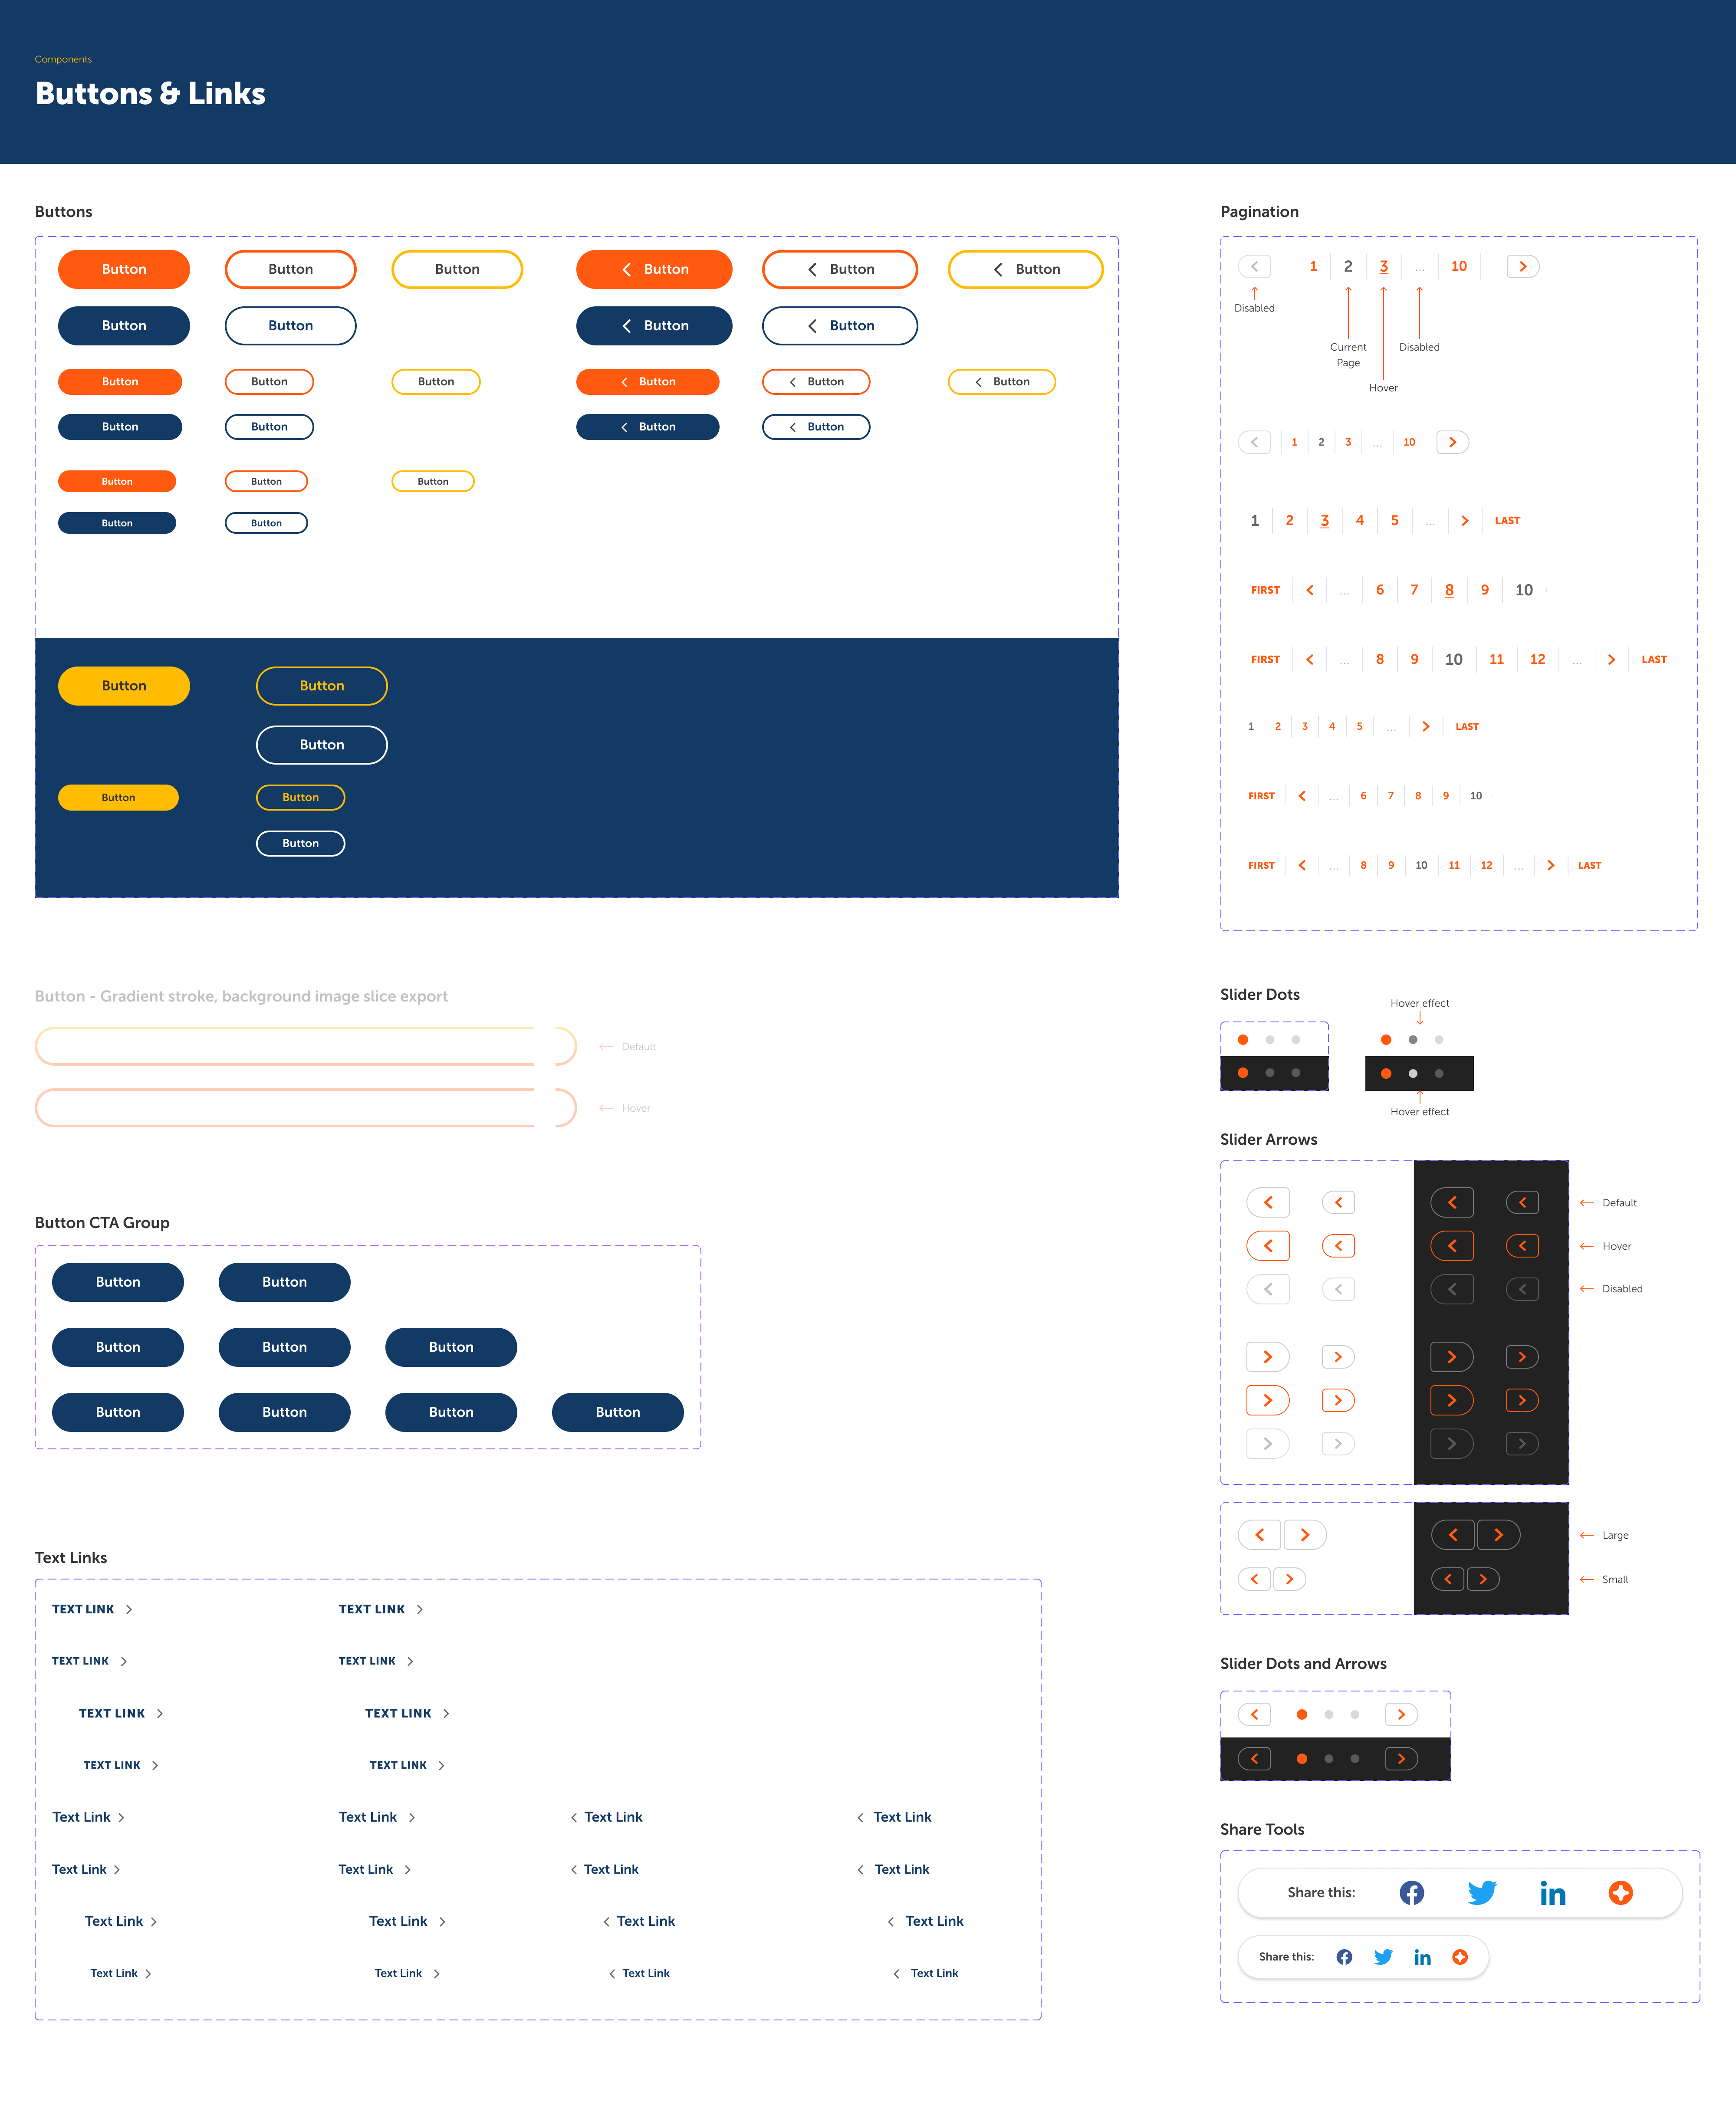 Components
Buttons & Links
Buttons
Button Button Button Button Button Button
Button Button Button Button
Button Button Button Button Button Button
Button Button Button Button
Button Button Button
Button Button
Button Button
Button
Button Button
Button
Button - Gradient stroke, background image slice export
Default
Hover
Button CTA Group
Button Button
Button Button Button
Button Button Button Button
Text Links
TEXT LINK TEXT LINK
TEXT LINK TEXT LINK
TEXT LINK TEXT LINK
TEXT LINK TEXT LINK
Text Link Text Link Text Link Text Link
Text Link Text Link Text Link Text Link
Text Link Text Link Text Link Text Link
Text Link Text Link Text Link Text Link
Pagination
1 2 3 ... 10
Disabled
Current
Page
Disabled
Hover
1 2 3 ... 10
1 2 3 4 5 ... LAST
FIRST ... 6 7 8 9 10
FIRST ... 8 9 10 11 12 ... LAST
1 2 3 4 5 ... LAST
FIRST ... 6 7 8 9 10
FIRST ... 8 9 10 11 12 ... LAST
Slider Dots
Hover effect
Hover effect
Slider Arrows
Default
Hover
Disabled
Large
Small
Slider Dots and Arrows
Share Tools
Share this: in
Share this: in